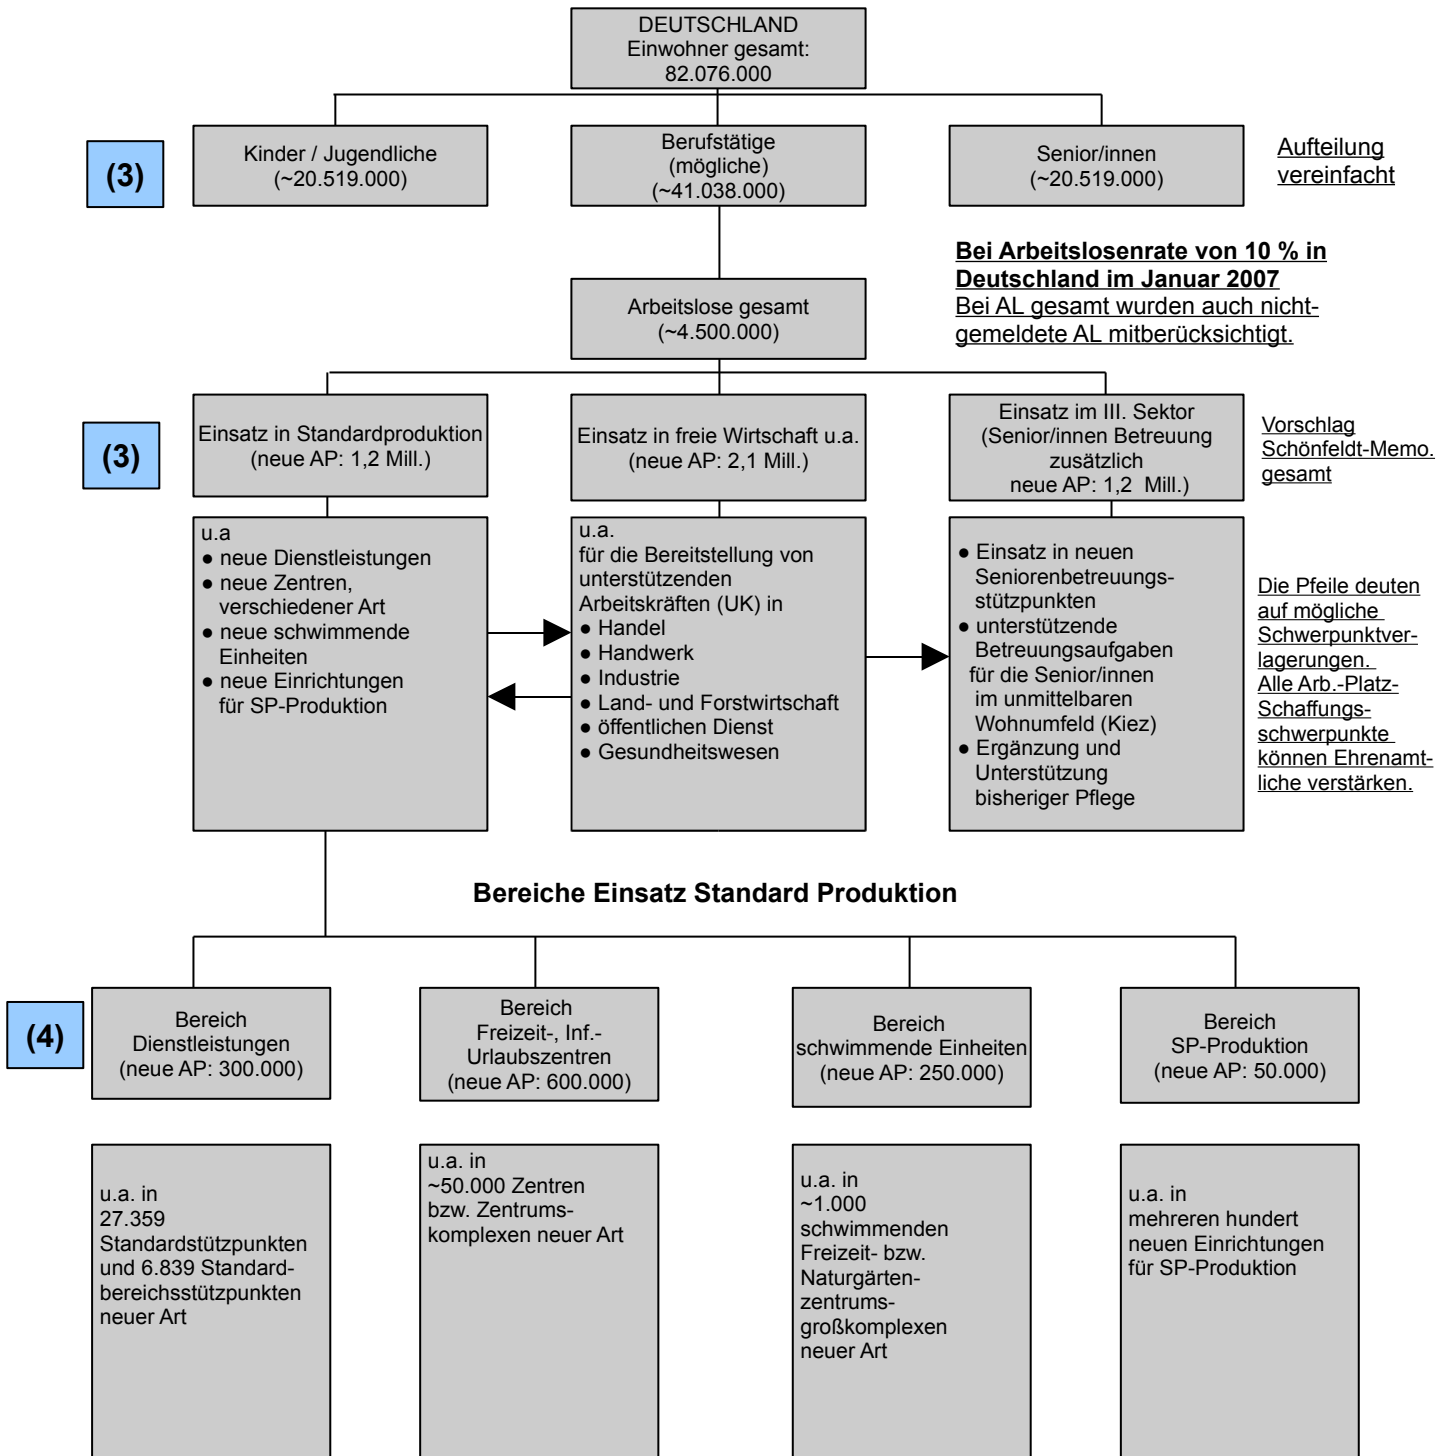 DEUTSCHLAND
Einwohner gesamt:
82.076.000
(3)
Kinder / Jugendliche
(~20.519.000)
Berufstätige
(mögliche)
(~41.038.000)
Senior/innen
(~20.519.000)
Aufteilung
vereinfacht
Bei Arbeitslosenrate von 10 % in
Deutschland im Januar 2007
Bei AL gesamt wurden auch nicht-
gemeldete AL mitberücksichtigt.
Arbeitslose gesamt
(~4.500.000)
(3)
Einsatz in Standardproduktion
(neue AP: 1,2 Mill.)
Einsatz in freie Wirtschaft u.a.
(neue AP: 2,1 Mill.)
Einsatz im III. Sektor
(Senior/innen Betreuung
zusätzlich
neue AP: 1,2 Mill.)
Vorschlag
Schönfeldt-Memo.
gesamt
u.a
● neue Dienstleistungen
● neue Zentren,
verschiedener Art
● neue schwimmende
Einheiten
● neue Einrichtungen
für SP-Produktion
u.a.
für die Bereitstellung von
unterstützenden
Arbeitskräften (UK) in
● Handel
● Handwerk
● Industrie
● Land- und Forstwirtschaft
● öffentlichen Dienst
● Gesundheitswesen
● Einsatz in neuen
Seniorenbetreuungs-
stützpunkten
● unterstützende
Betreuungsaufgaben
für die Senior/innen
im unmittelbaren
Wohnumfeld (Kiez)
● Ergänzung und
Unterstützung
bisheriger Pflege
Die Pfeile deuten
auf mögliche
Schwerpunktver-
lagerungen.
Alle Arb.-Platz-
Schaffungs-
schwerpunkte
können Ehrenamt-
liche verstärken.
Bereiche Einsatz Standard Produktion
(4)
Bereich
Dienstleistungen
(neue AP: 300.000)
Bereich
Freizeit-, Inf.-
Urlaubszentren
(neue AP: 600.000)
Bereich
schwimmende Einheiten
(neue AP: 250.000)
Bereich
SP-Produktion
(neue AP: 50.000)
u.a. in
27.359
Standardstützpunkten
und 6.839 Standard-
bereichsstützpunkten
neuer Art
u.a. in
~50.000 Zentren
bzw. Zentrums-
komplexen neuer Art
u.a. in
~1.000
schwimmenden
Freizeit- bzw.
Naturgärten-
zentrums-
großkomplexen
neuer Art
u.a. in
mehreren hundert
neuen Einrichtungen
für SP-Produktion